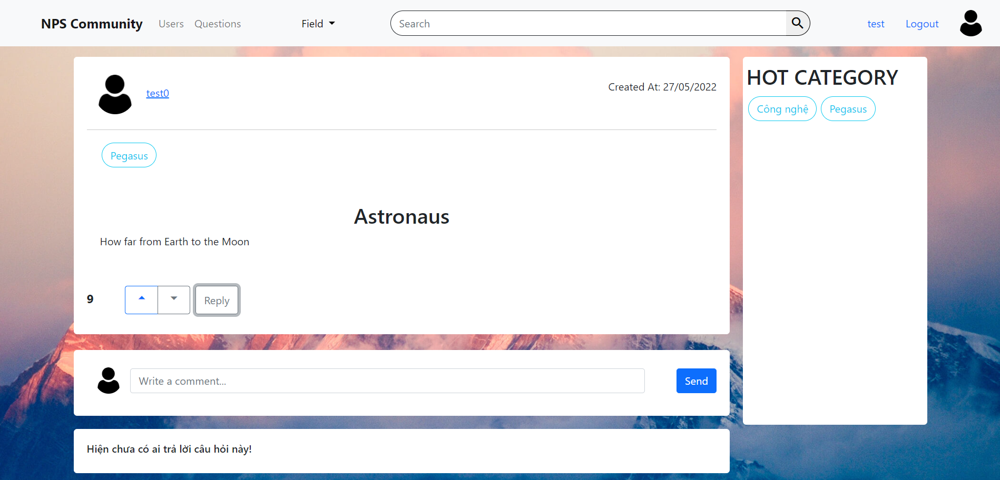 NPS Community Users Questions Field Search test Logout
test0
Created At: 27/05/2022
Pegasus
Astronaus
How far from Earth to the Moon
9 Reply
Write a comment... Send
Hiện chưa có ai trả lời câu hỏi này!
HOT CATEGORY
Công nghệ Pegasus